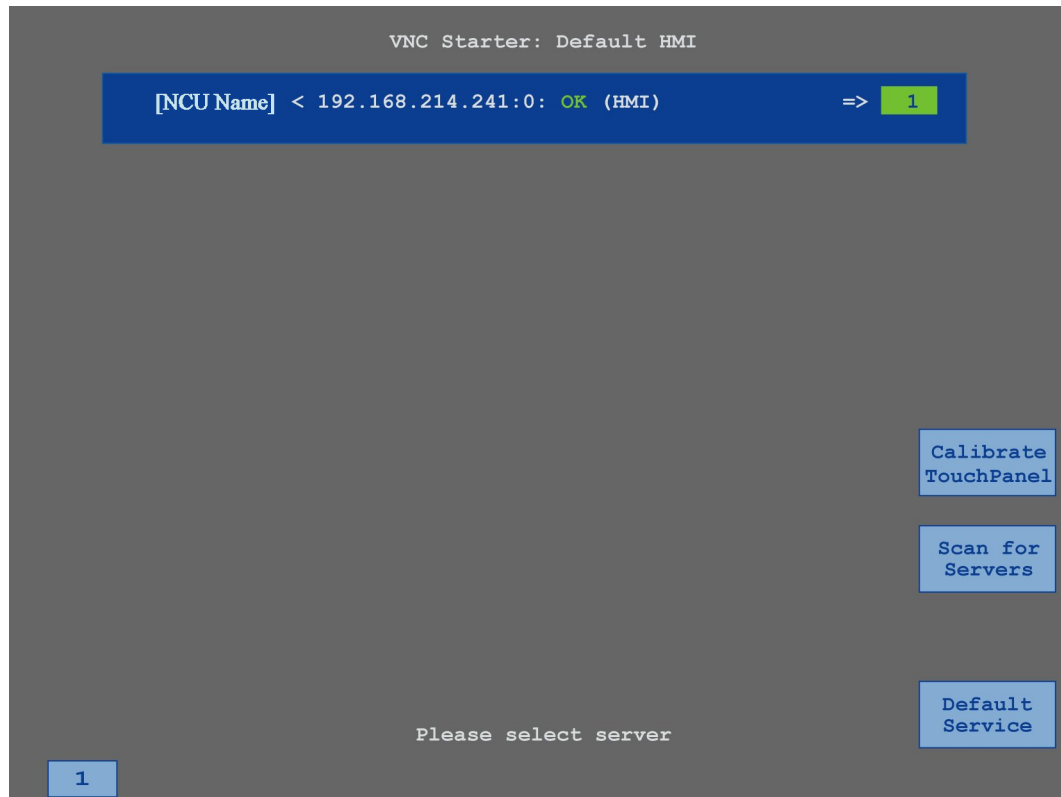 VNC Starter: Default HMI
[NCU Name] < 192.168.214.241:0: OK (HMI) => 1
Calibrate
TouchPanel
Scan for
Servers
Default
Service
Please select server
1